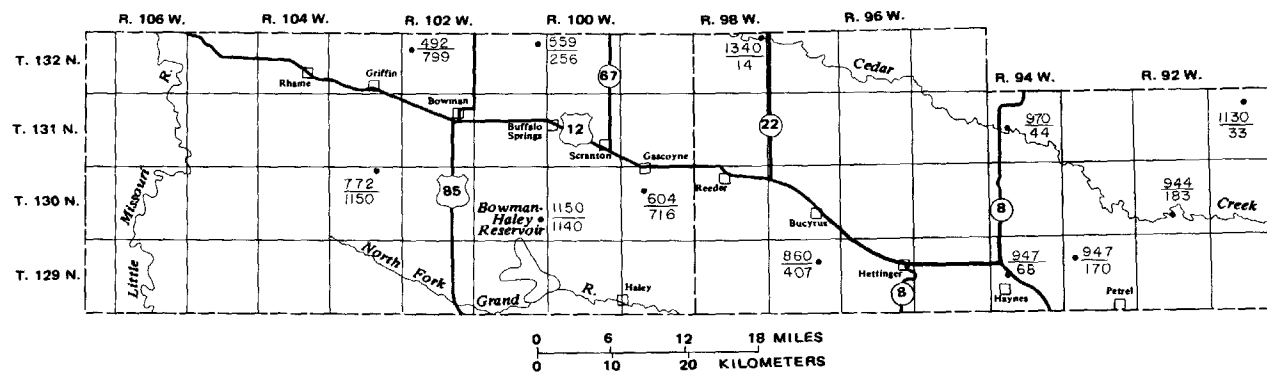 R. 106 W. R. 104 W. R. 102 W. R. 100 W. R. 98 W. R. 96 W.
T. 132 N.
T. 131 N.
T. 130 N.
T. 129 N.
R. 94 W. R. 92 W.
Little Missouri R.
Rhame
Griffin
Bowman
Buffalo
Springs
Scranton
Gascoyne
Reeder
Bucyrus
Hettinger
Haynes
Petrel
Haley
492
799
559
256
1340
14
67
12
22
85
8
8
Cedar
Creek
970
44
1130
33
772
1150
604
716
Bowman-
Haley
Reservoir
1150
1140
944
183
860
407
947
68
947
170
North Fork
Grand R.
0 6 12 18 MILES
0 10 20 KILOMETERS